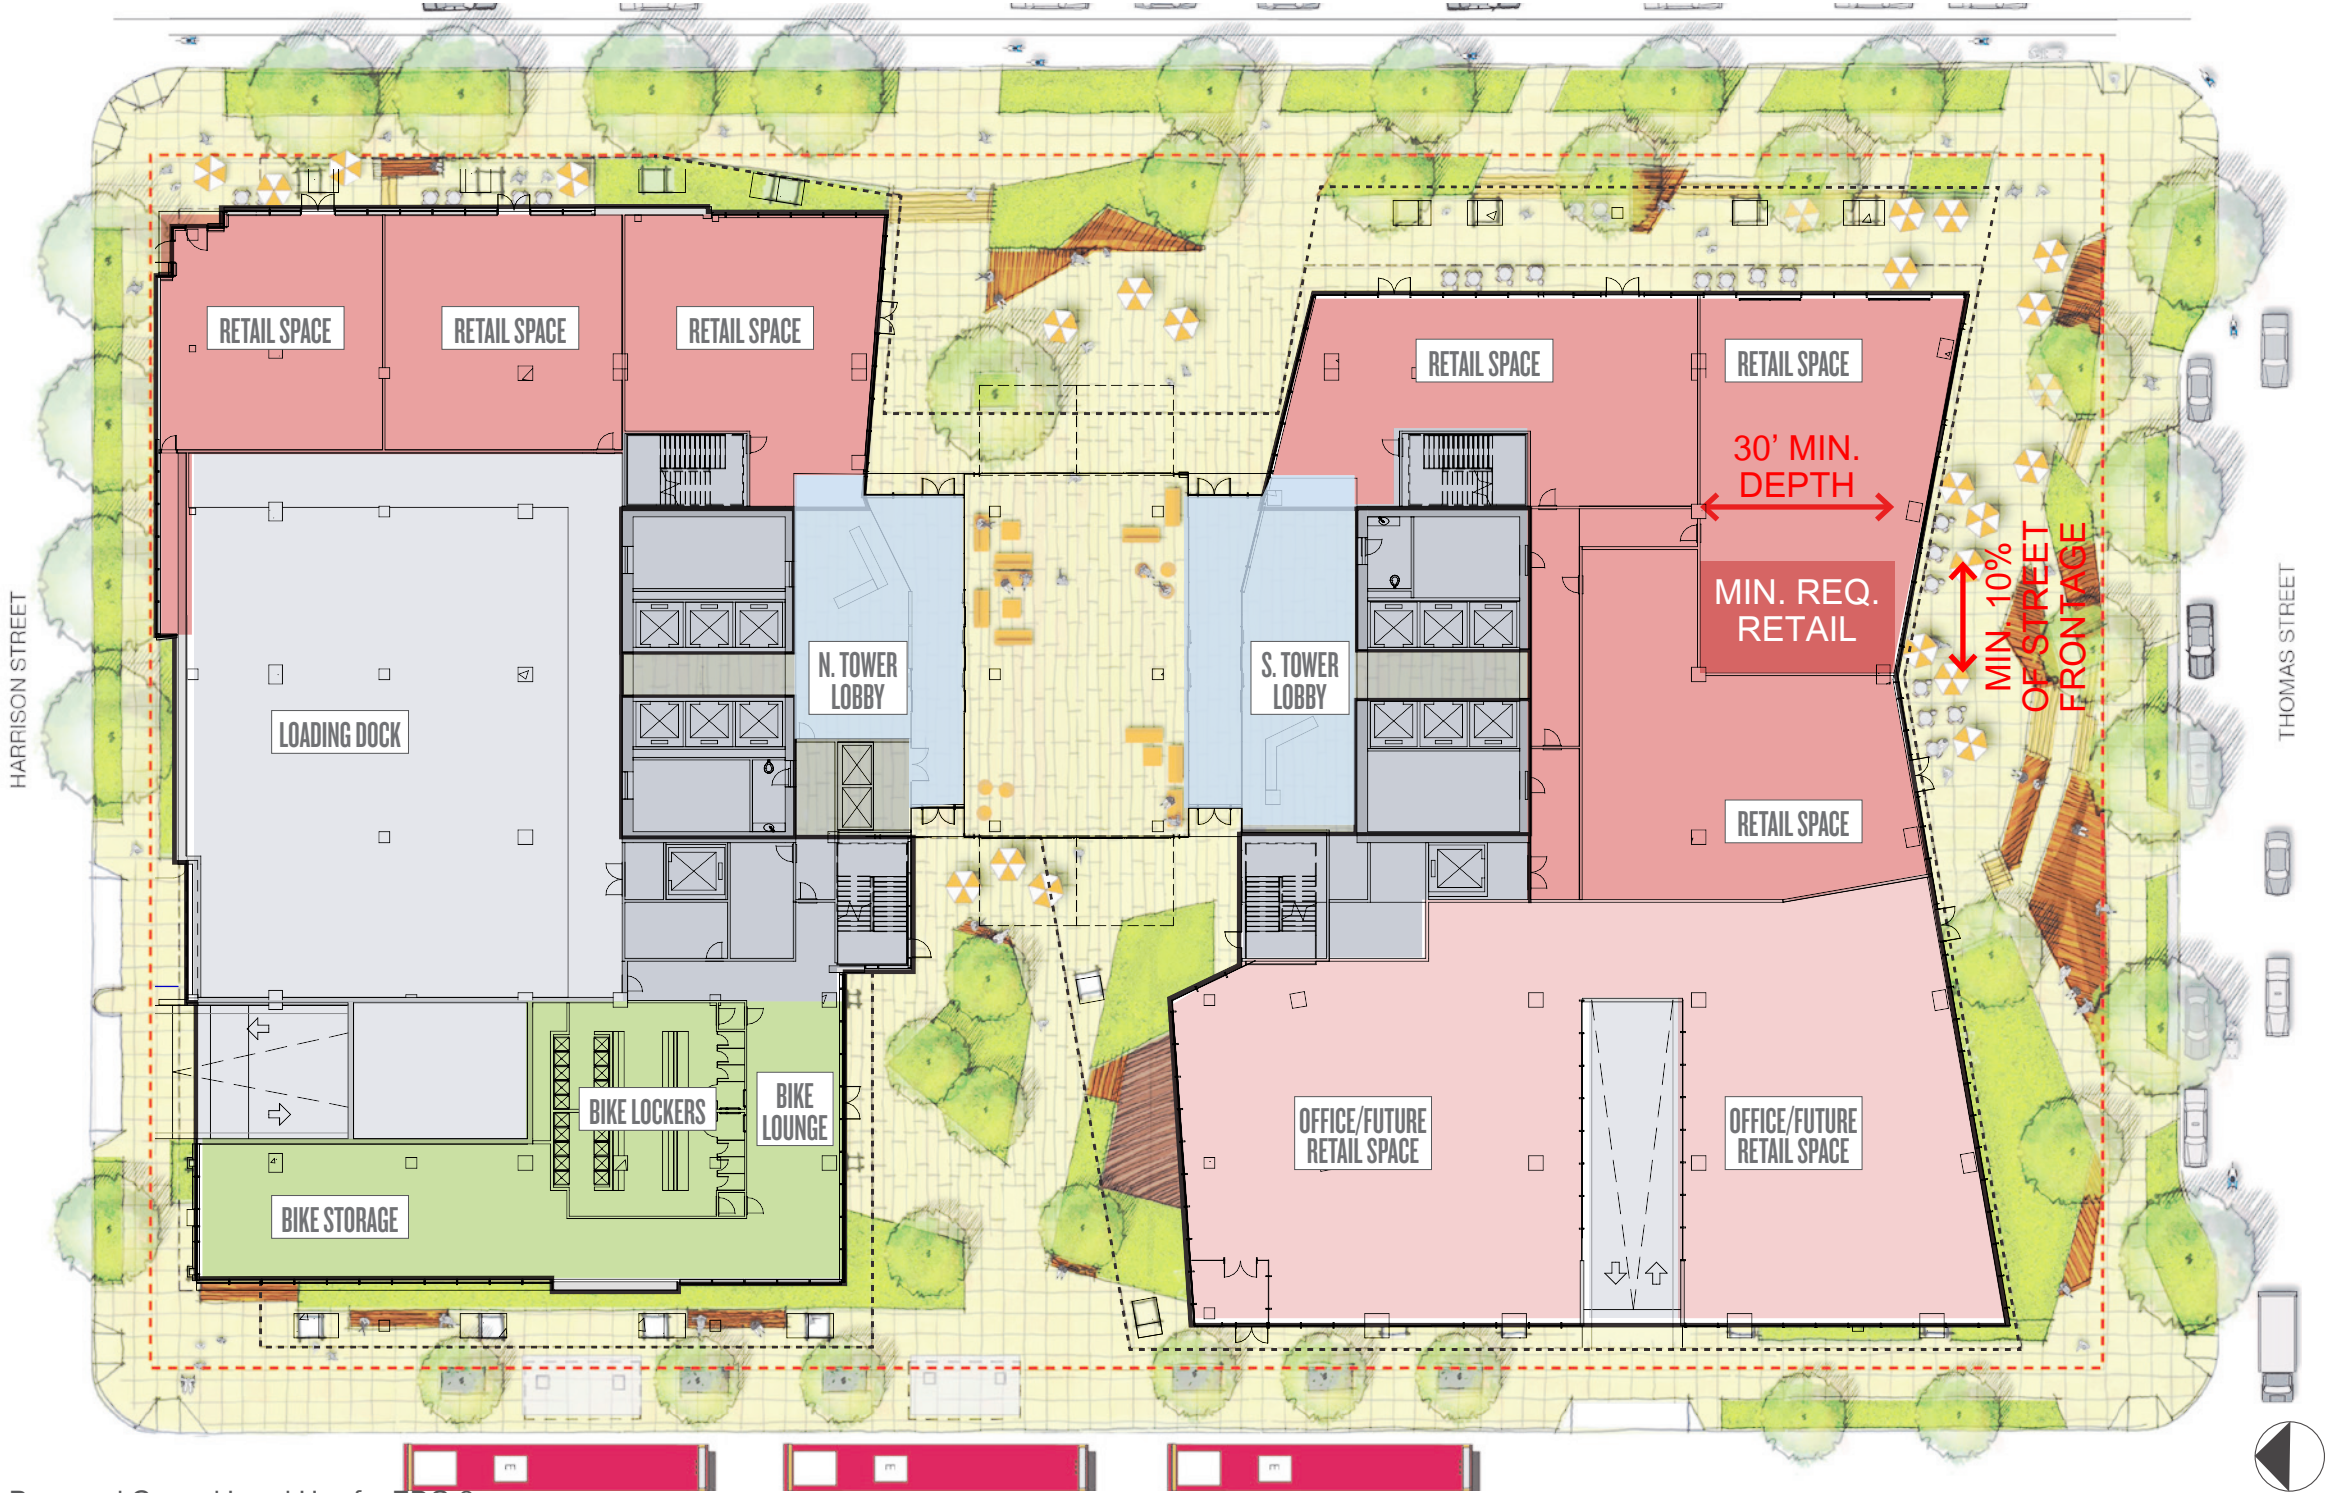 RETAIL SPACE
RETAIL SPACE
RETAIL SPACE
RETAIL SPACE
RETAIL SPACE
30’ MIN.
DEPTH
MIN. REQ.
RETAIL
MIN. 10%
OF STREET
FRONTAGE
HARRISON STREET
THOMAS STREET
N. TOWER
LOBBY
S. TOWER
LOBBY
LOADING DOCK
RETAIL SPACE
BIKE LOCKERS
BIKE
LOUNGE
OFFICE/FUTURE
RETAIL SPACE
OFFICE/FUTURE
RETAIL SPACE
BIKE STORAGE